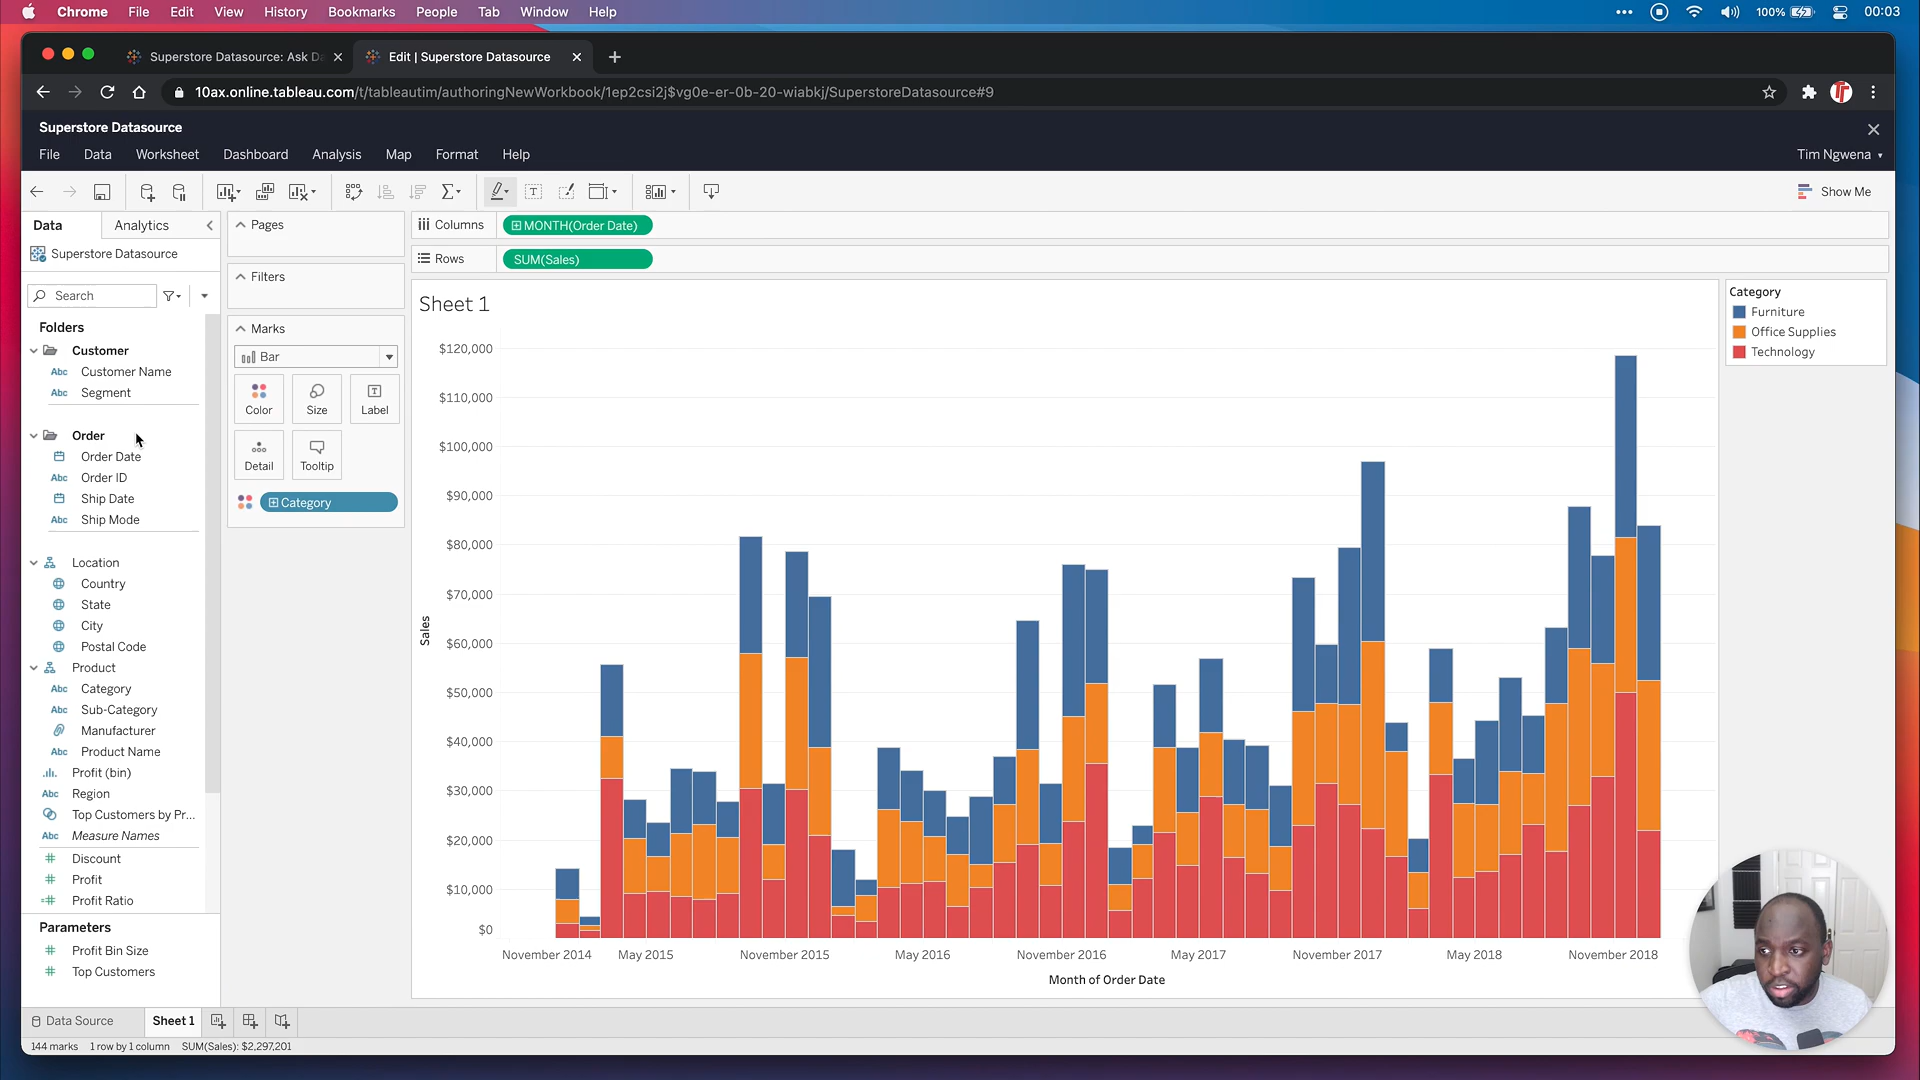 Chrome File Edit View History Bookmarks People Tab Window Help 100% 00:03
Superstore Datasource: Ask D
Edit | Superstore Datasource
10ax.online.tableau.com/t/tableautim/authoringNewWorkbook/1ep2csi2j$vg0e-er-0b-20-wiabkj/SuperstoreDatasource#9
Superstore Datasource
File Data Worksheet Dashboard Analysis Map Format Help Tim Ngwena
Show Me
Data Analytics
Superstore Datasource
Search
Folders
Customer
Abc Customer Name
Abc Segment
Order
Order Date
Abc Order ID
Ship Date
Abc Ship Mode
Location
Country
State
City
Postal Code
Product
Abc Category
Abc Sub-Category
Manufacturer
Abc Product Name
Profit (bin)
Abc Region
Top Customers by Pr...
Abc Measure Names
Discount
Profit
Profit Ratio
Parameters
Profit Bin Size
Top Customers
Pages
Filters
Marks
Bar
Color Size Label
Detail Tooltip
Category
Columns MONTH(Order Date)
Rows SUM(Sales)
Sheet 1
$120,000
$110,000
$100,000
$90,000
$80,000
$70,000
$60,000
$50,000
$40,000
$30,000
$20,000
$10,000
$0
Sales
November 2014 May 2015 November 2015 May 2016 November 2016 May 2017 November 2017 May 2018 November 2018
Month of Order Date
Category
Furniture
Office Supplies
Technology
Data Source Sheet 1
144 marks 1 row by 1 column SUM(Sales): $2,297,201